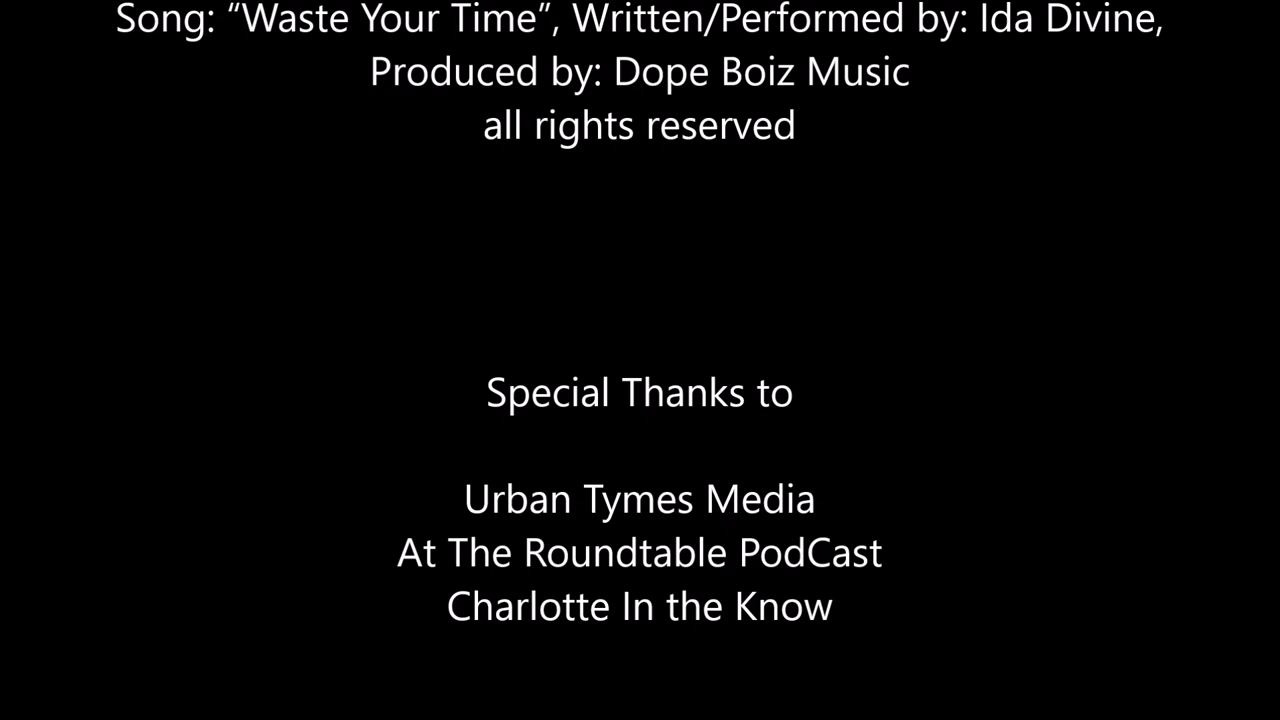 Song: “Waste Your Time”, Written/Performed by: Ida Divine,
Produced by: Dope Boiz Music
all rights reserved
Special Thanks to
Urban Tymes Media
At The Roundtable PodCast
Charlotte In the Know